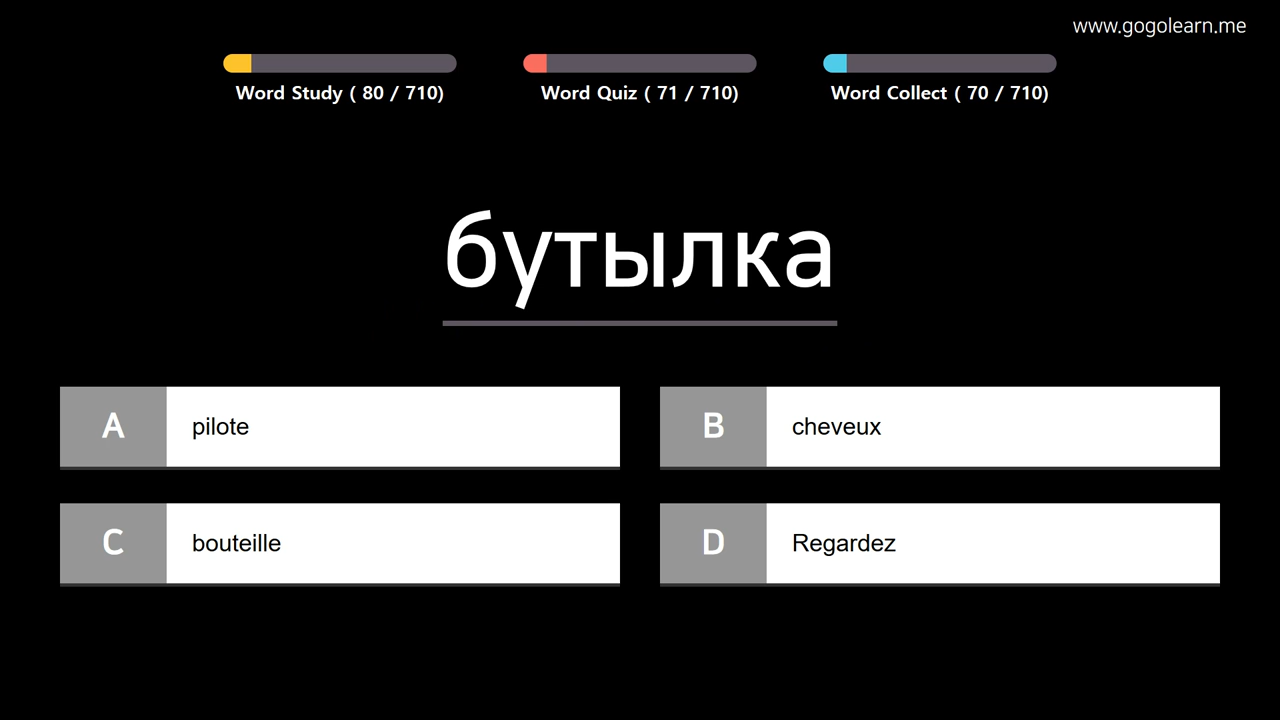 www.gogolearn.me
Word Study ( 80 / 710)
Word Quiz ( 71 / 710)
Word Collect ( 70 / 710)
бутылка
A pilote
B cheveux
C bouteille
D Regardez